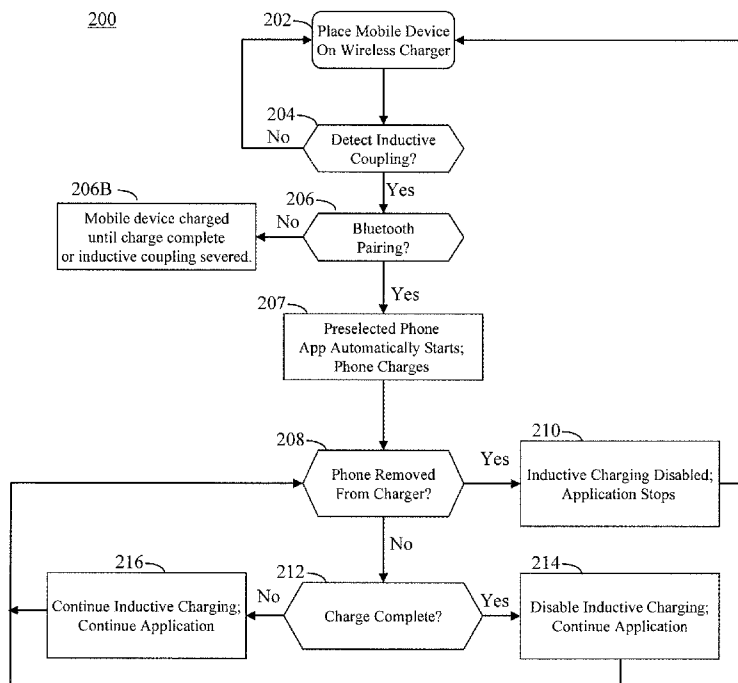 200
202
Place Mobile Device
On Wireless Charger
204
No
Detect Inductive
Coupling?
Yes
206B
Mobile device charged
until charge complete
or inductive coupling severed.
206
No
Bluetooth
Pairing?
Yes
207
Preselected Phone
App Automatically Starts;
Phone Charges
208
Phone Removed
From Charger?
Yes
210
Inductive Charging Disabled;
Application Stops
No
216
Continue Inductive Charging;
Continue Application
212
No
Charge Complete?
Yes
214
Disable Inductive Charging;
Continue Application